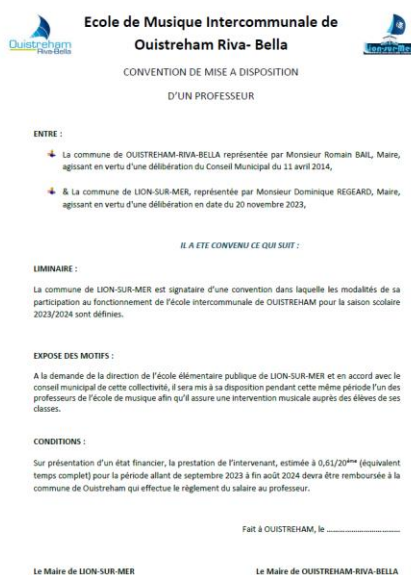 Ouistreham
Riva-Bella
Ecole de Musique Intercommunale de
Ouistreham Riva- Bella
Lion-sur-Mer
CONVENTION DE MISE A DISPOSITION
D'UN PROFESSEUR
ENTRE :
La commune de OUISTREHAM-RIVA-BELLA représentée par Monsieur Romain BAIL, Maire,
agissant en vertu d'une délibération du Conseil Municipal du 11 avril 2014,
& La commune de LION-SUR-MER, représentée par Monsieur Dominique REGEARD, Maire,
agissant en vertu d'une délibération en date du 20 novembre 2023,
IL A ETE CONVENU CE QUI SUIT :
LIMINAIRE :
La commune de LION-SUR-MER est signataire d'une convention dans laquelle les modalités de sa
participation au fonctionnement de l'école intercommunale de OUISTREHAM pour la saison scolaire
2023/2024 sont définies.
EXPOSE DES MOTIFS :
A la demande de la direction de l'école élémentaire publique de LION-SUR-MER et en accord avec le
conseil municipal de cette collectivité, il sera mis à sa disposition pendant cette même période l'un des
professeurs de l'école de musique afin qu'il assure une intervention musicale auprès des élèves de ses
classes.
CONDITIONS :
Sur présentation d'un état financier, la prestation de l'intervenant, estimée à 0,61/20ème (équivalent
temps complet) pour la période allant de septembre 2023 à fin août 2024 devra être remboursée à la
commune de Ouistreham qui effectue le règlement du salaire au professeur.
Fait à OUISTREHAM, le ..................................
Le Maire de LION-SUR-MER Le Maire de OUISTREHAM-RIVA-BELLA